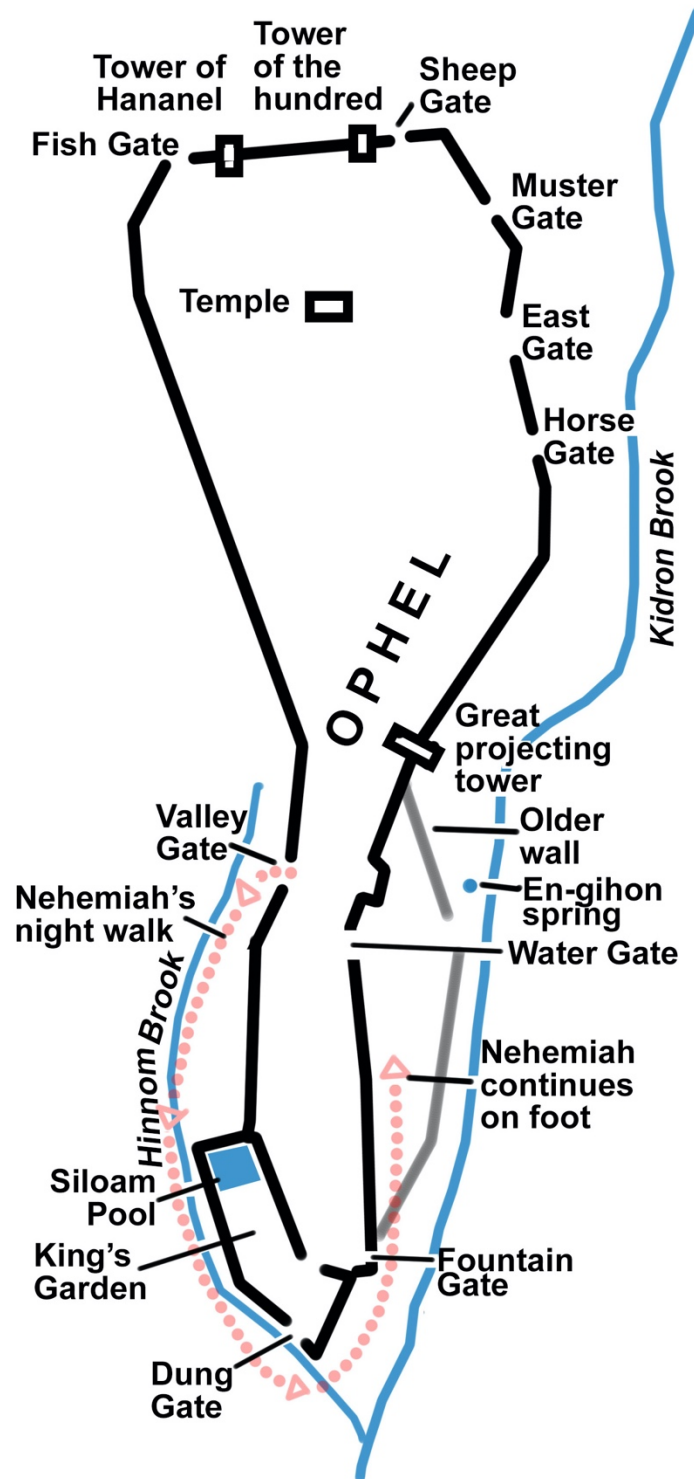 Tower of
Hananel
Tower
of the
hundred
Sheep
Gate
Fish Gate
Muster
Gate
Temple
East
Gate
Horse
Gate
Kidron Brook
OPHEL
Great
projecting
tower
Valley
Gate
Older
wall
Nehemiah's
night walk
En-gihon
spring
Water Gate
Hinnom Brook
Nehemiah
continues
on foot
Siloam
Pool
King's
Garden
Fountain
Gate
Dung
Gate